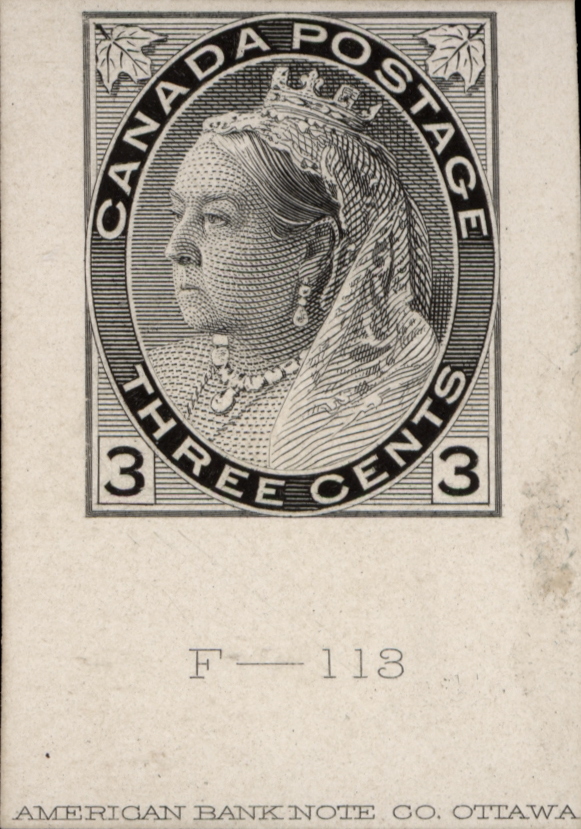 CANADA POSTAGE
THREE CENTS
3 3
F — 113
AMERICAN BANK NOTE CO. OTTAWA